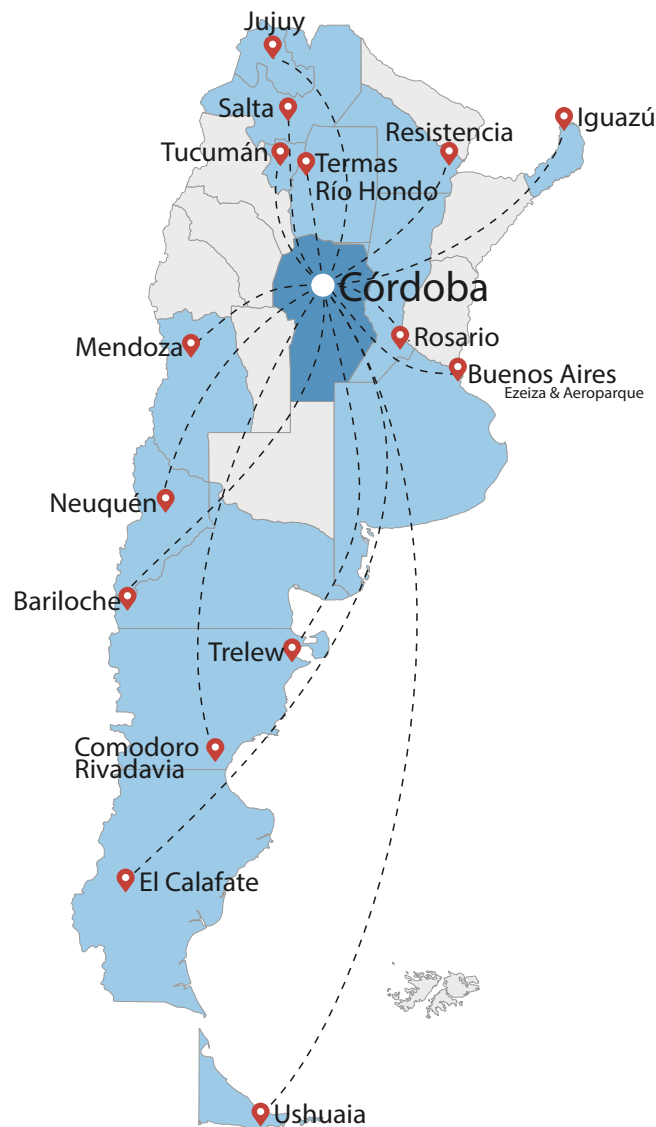 Jujuy
Salta
Iguazú
Resistencia
Tucumán
Termas
Río Hondo
Córdoba
Rosario
Mendoza
Buenos Aires
Ezeiza & Aeroparque
Neuquén
Bariloche
Trelew
Comodoro
Rivadavia
El Calafate
Ushuaia